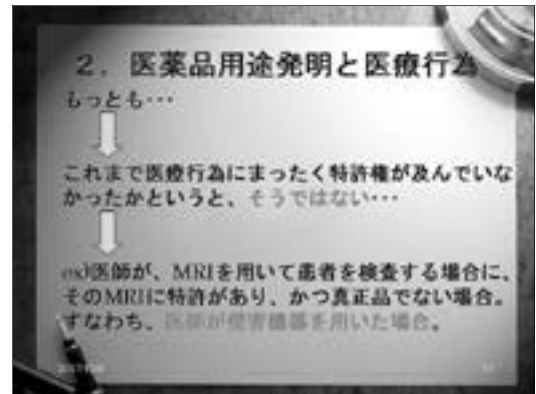 2．医薬品用途発明と医療行為
もっとも…
これまで医療行為にまったく特許権が及んでいな
かったかというと、そうではない…
ex)医師が、MRIを用いて患者を検査する場合に、
そのMRIに特許があり、かつ真正品でない場合。
すなわち、医師が侵害機器を用いた場合。